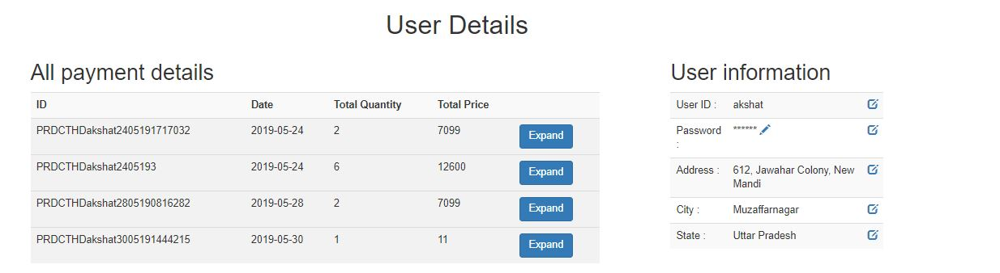 User Details
All payment details
ID Date Total Quantity Total Price
PRDCTHDakshat2405191717032 2019-05-24 2 7099 Expand
PRDCTHDakshat2405193 2019-05-24 6 12600 Expand
PRDCTHDakshat2805190816282 2019-05-28 2 7099 Expand
PRDCTHDakshat3005191444215 2019-05-30 1 11 Expand
User information
User ID : akshat
Password ******
:
Address : 612, Jawahar Colony, New
Mandi
City : Muzaffarnagar
State : Uttar Pradesh